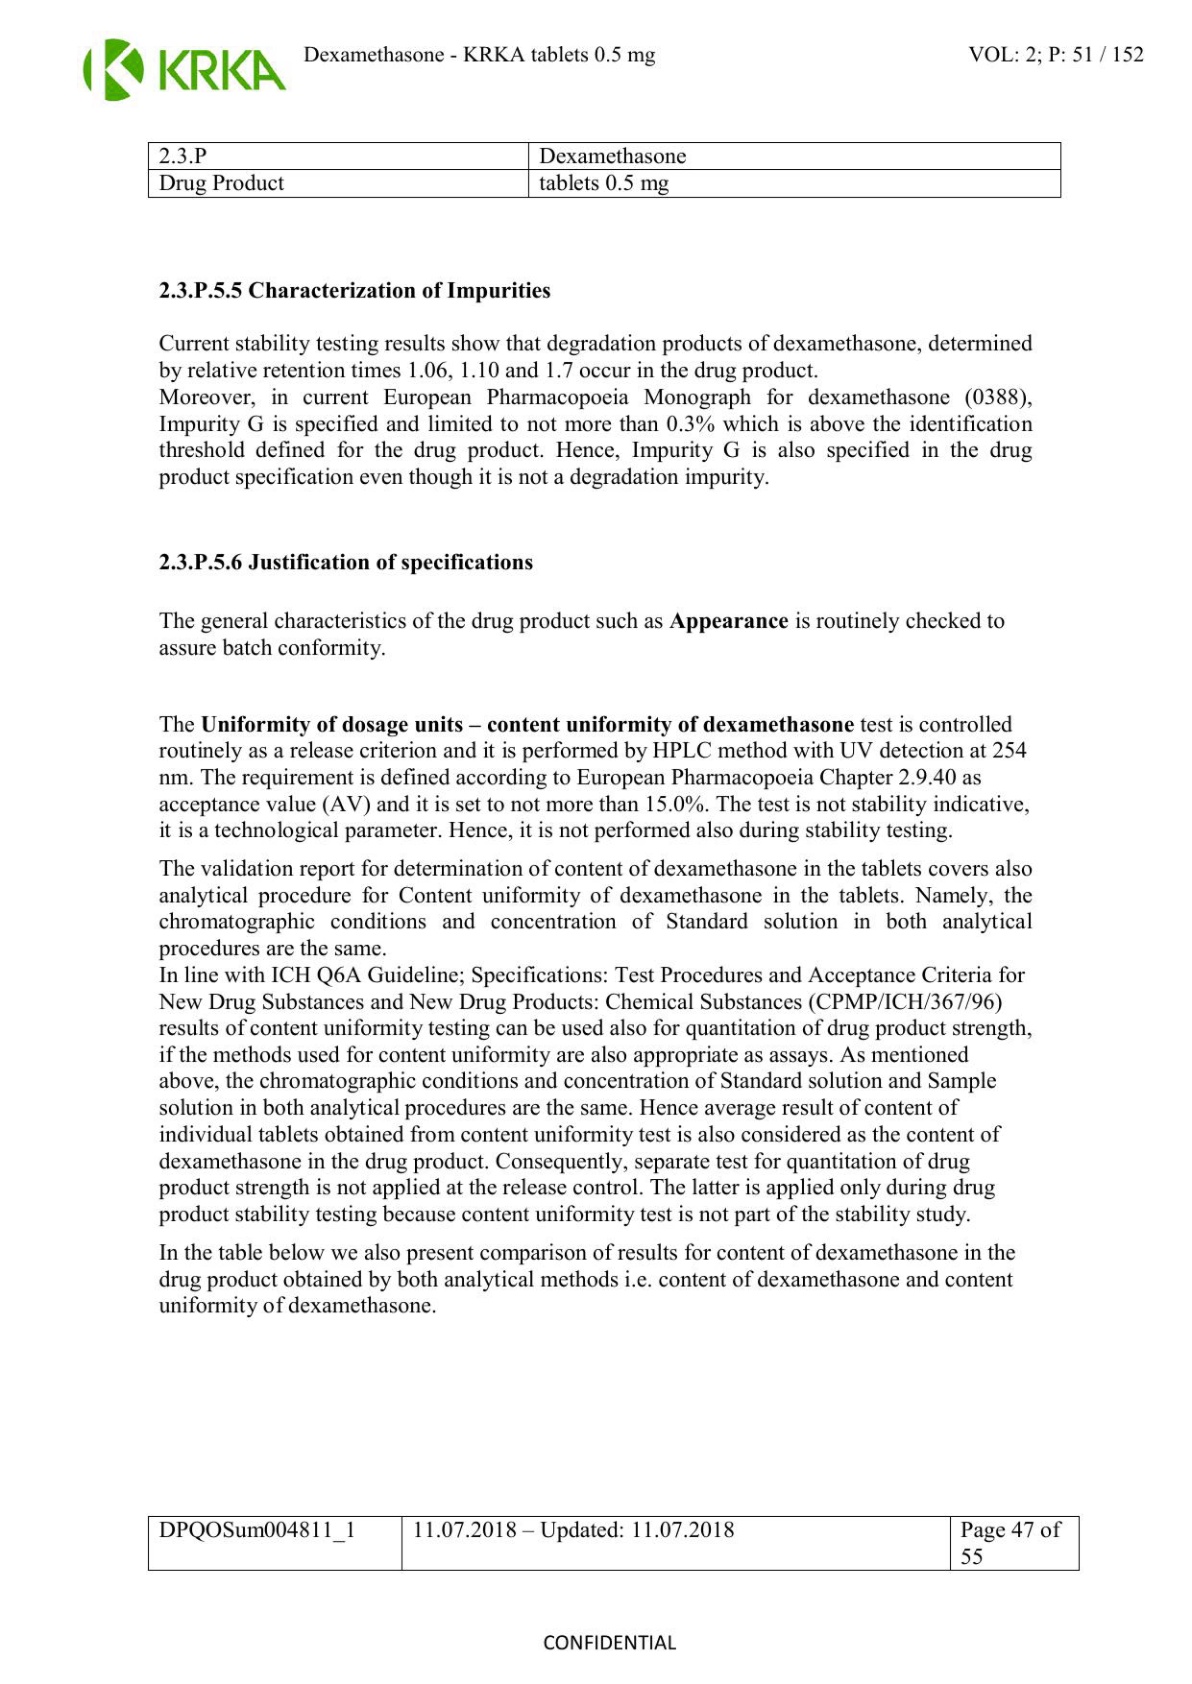 KRKA
Dexamethasone - KRKA tablets 0.5 mg
VOL: 2; P: 51 / 152
2.3.P
Dexamethasone
Drug Product
tablets 0.5 mg
2.3.P.5.5 Characterization of Impurities
Current stability testing results show that degradation products of dexamethasone, determined
by relative retention times 1.06, 1.10 and 1.7 occur in the drug product.
Moreover, in current European Pharmacopoeia Monograph for dexamethasone (0388),
Impurity G is specified and limited to not more than 0.3% which is above the identification
threshold defined for the drug product. Hence, Impurity G is also specified in the drug
product specification even though it is not a degradation impurity.
2.3.P.5.6 Justification of specifications
The general characteristics of the drug product such as Appearance is routinely checked to
assure batch conformity.
The Uniformity of dosage units – content uniformity of dexamethasone test is controlled
routinely as a release criterion and it is performed by HPLC method with UV detection at 254
nm. The requirement is defined according to European Pharmacopoeia Chapter 2.9.40 as
acceptance value (AV) and it is set to not more than 15.0%. The test is not stability indicative,
it is a technological parameter. Hence, it is not performed also during stability testing.
The validation report for determination of content of dexamethasone in the tablets covers also
analytical procedure for Content uniformity of dexamethasone in the tablets. Namely, the
chromatographic conditions and concentration of Standard solution in both analytical
procedures are the same.
In line with ICH Q6A Guideline; Specifications: Test Procedures and Acceptance Criteria for
New Drug Substances and New Drug Products: Chemical Substances (CPMP/ICH/367/96)
results of content uniformity testing can be used also for quantitation of drug product strength,
if the methods used for content uniformity are also appropriate as assays. As mentioned
above, the chromatographic conditions and concentration of Standard solution and Sample
solution in both analytical procedures are the same. Hence average result of content of
individual tablets obtained from content uniformity test is also considered as the content of
dexamethasone in the drug product. Consequently, separate test for quantitation of drug
product strength is not applied at the release control. The latter is applied only during drug
product stability testing because content uniformity test is not part of the stability study.
In the table below we also present comparison of results for content of dexamethasone in the
drug product obtained by both analytical methods i.e. content of dexamethasone and content
uniformity of dexamethasone.
DPQOSum004811_1
11.07.2018 – Updated: 11.07.2018
Page 47 of
55
CONFIDENTIAL